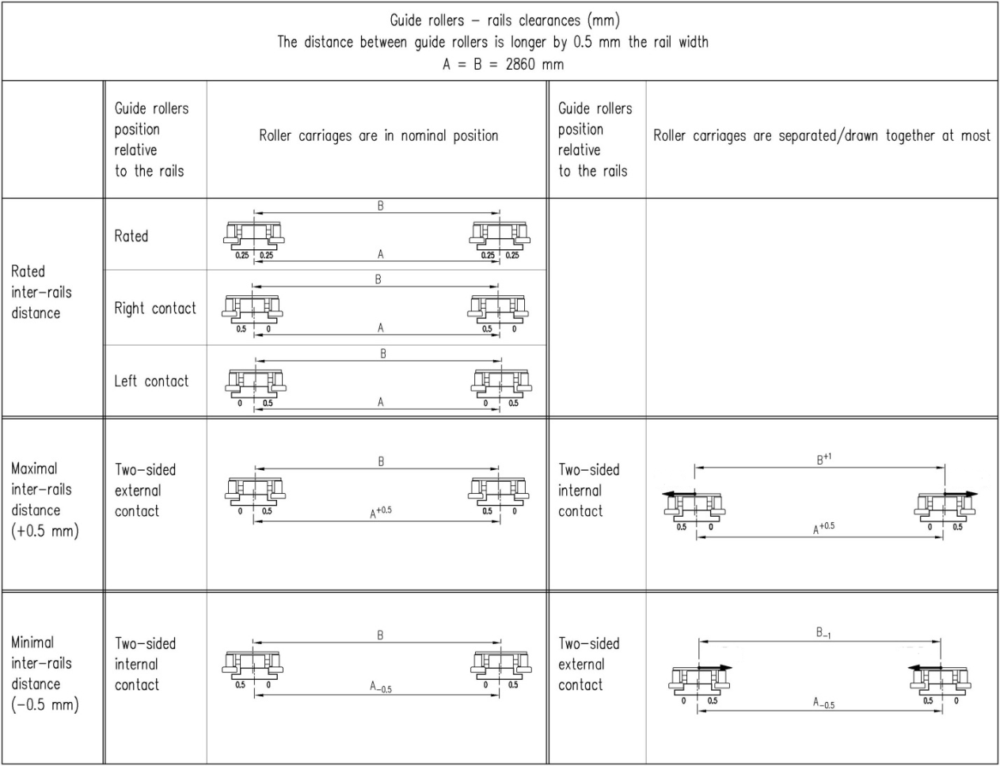 Guide rollers – rails clearances (mm)
The distance between guide rollers is longer by 0.5 mm the rail width
A = B = 2860 mm
Guide rollers
position
relative
to the rails
Roller carriages are in nominal position
Guide rollers
position
relative
to the rails
Roller carriages are separated/drawn together at most
Rated
inter-rails
distance
Rated
B
0.25 0.25
0.25 0.25
A
Right contact
B
0.5 0
0.5 0
A
Left contact
B
0 0.5
0 0.5
A
Maximal
inter-rails
distance
(+0.5 mm)
Two-sided
external
contact
B
0 0.5
0.5 0
A+0.5
Two-sided
internal
contact
B+1
0.5 0
0 0.5
A+0.5
Minimal
inter-rails
distance
(-0.5 mm)
Two-sided
internal
contact
B
0.5 0
0 0.5
A-0.5
Two-sided
external
contact
B-1
0 0.5
0.5 0
A-0.5